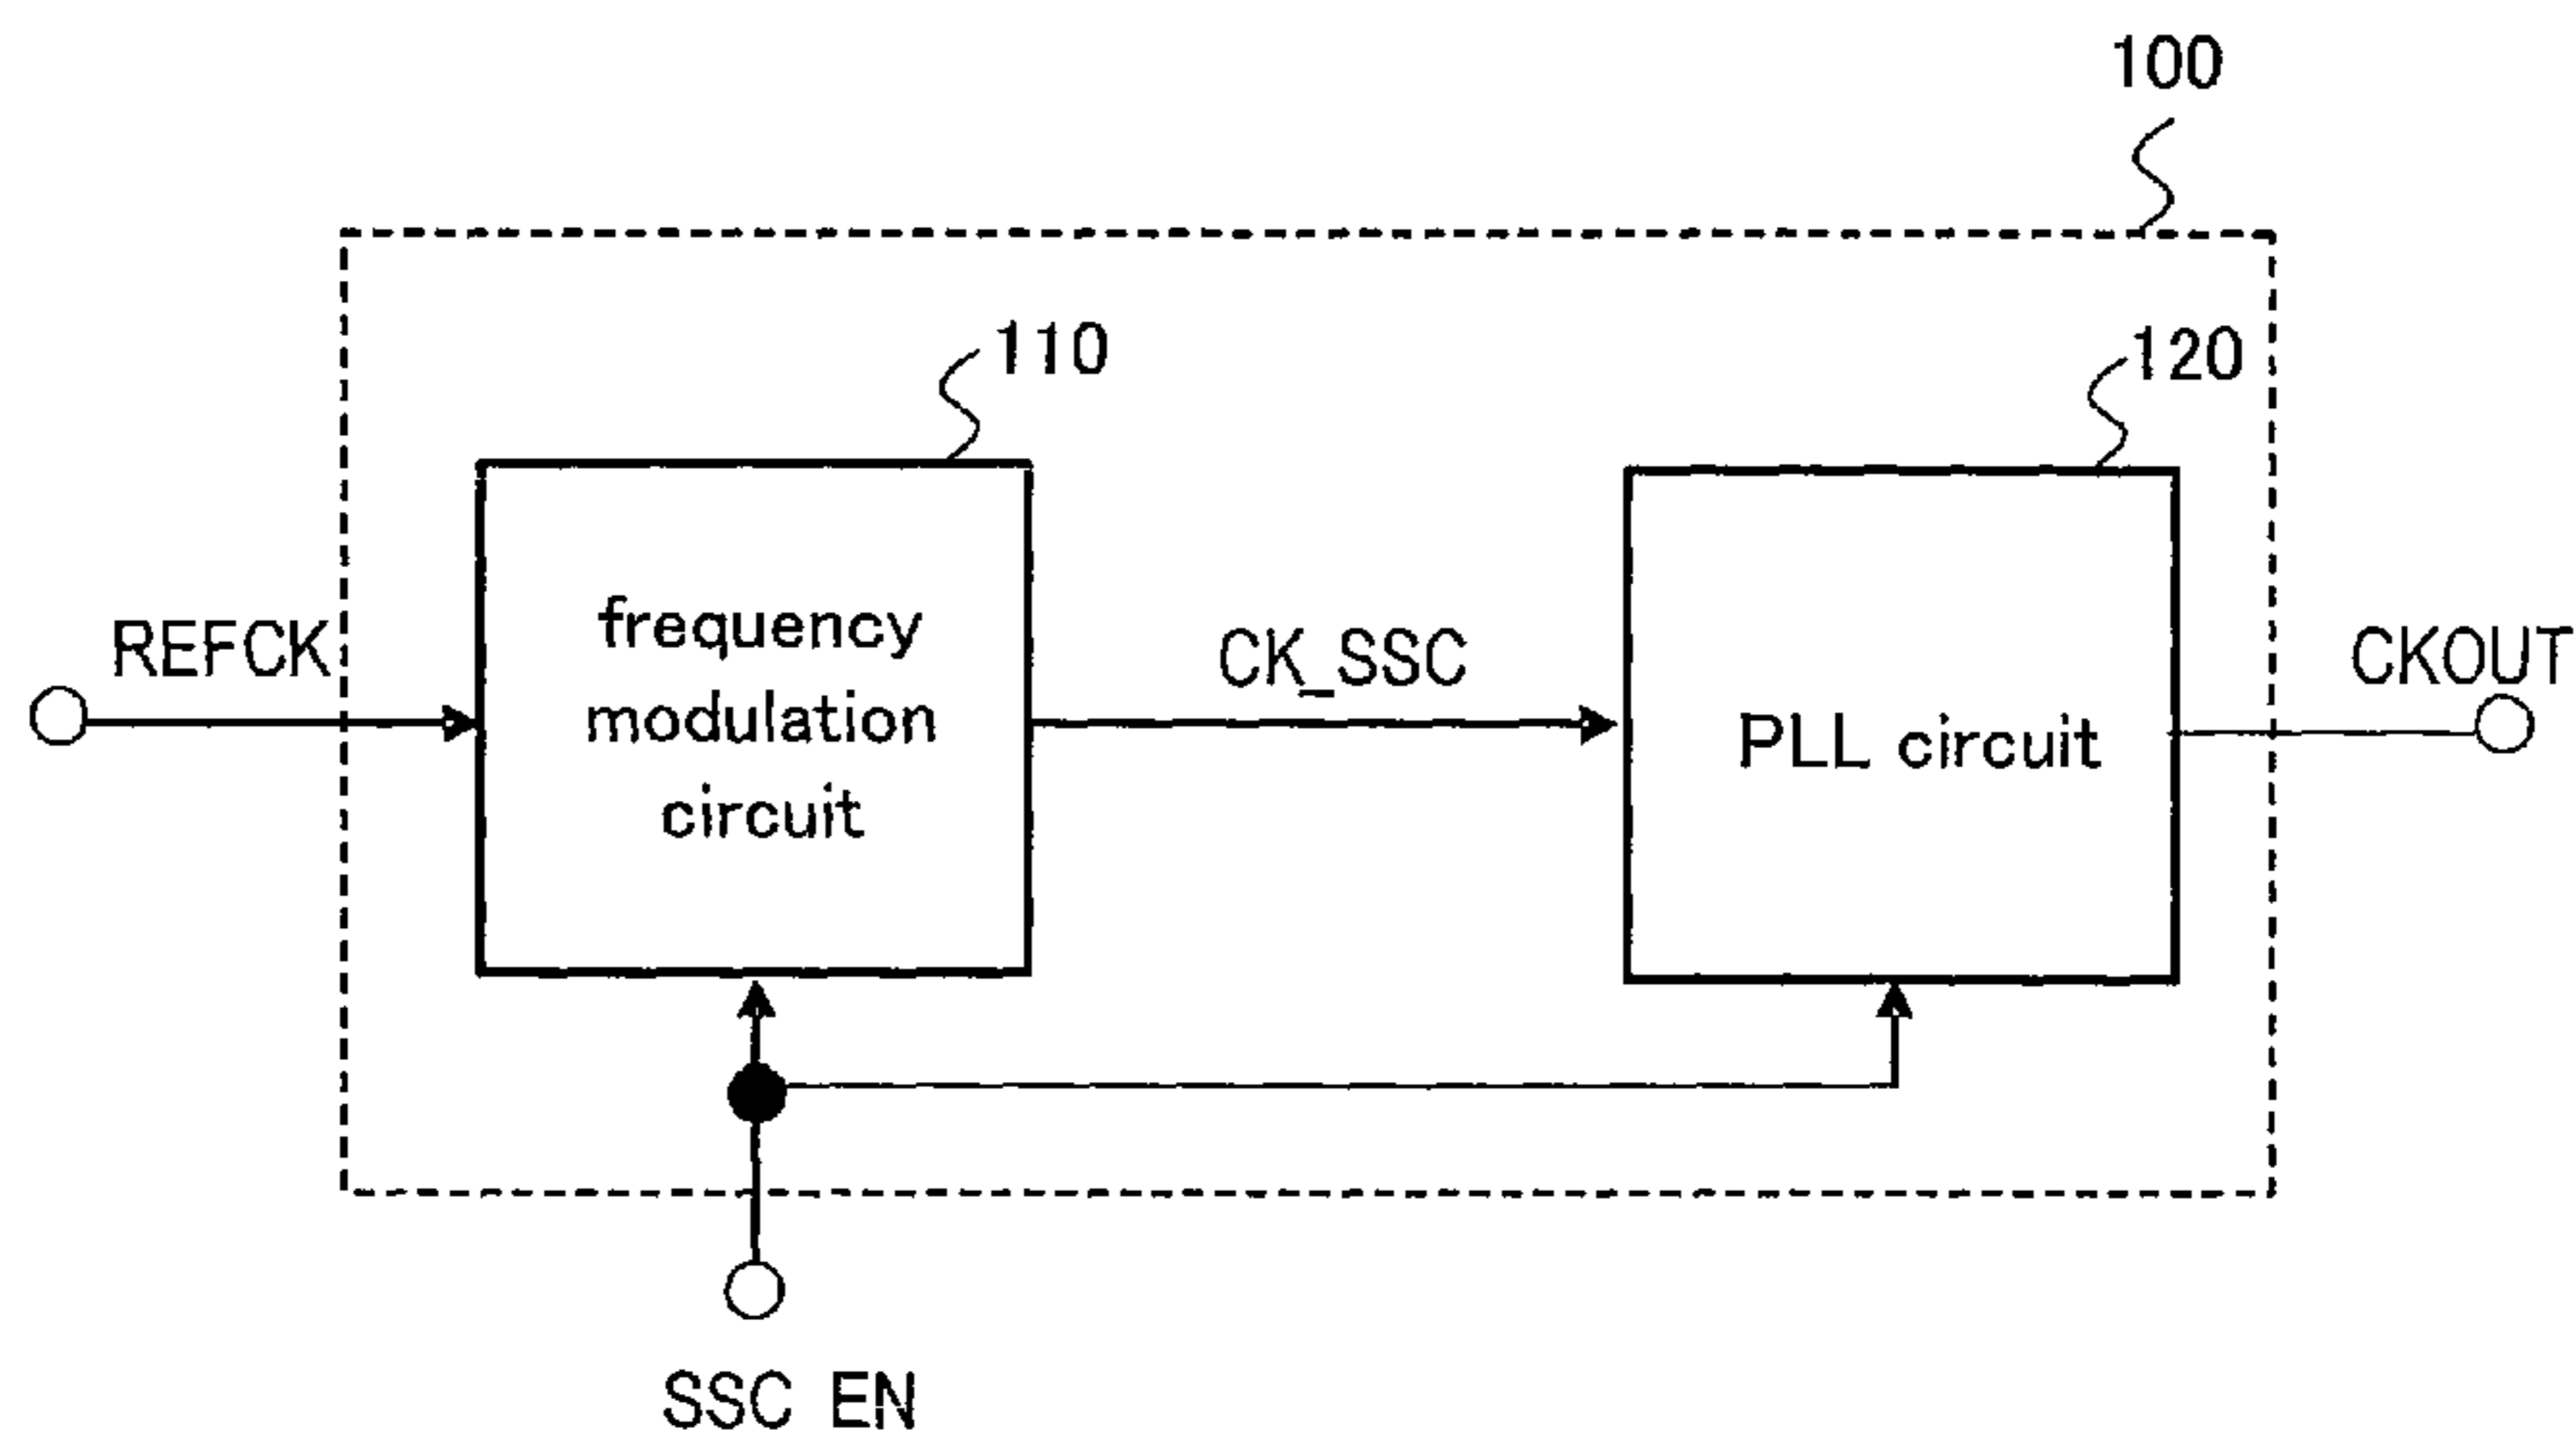 100
110
120
REFCK
frequency
modulation
circuit
CK_SSC
PLL circuit
CKOUT
SSC EN